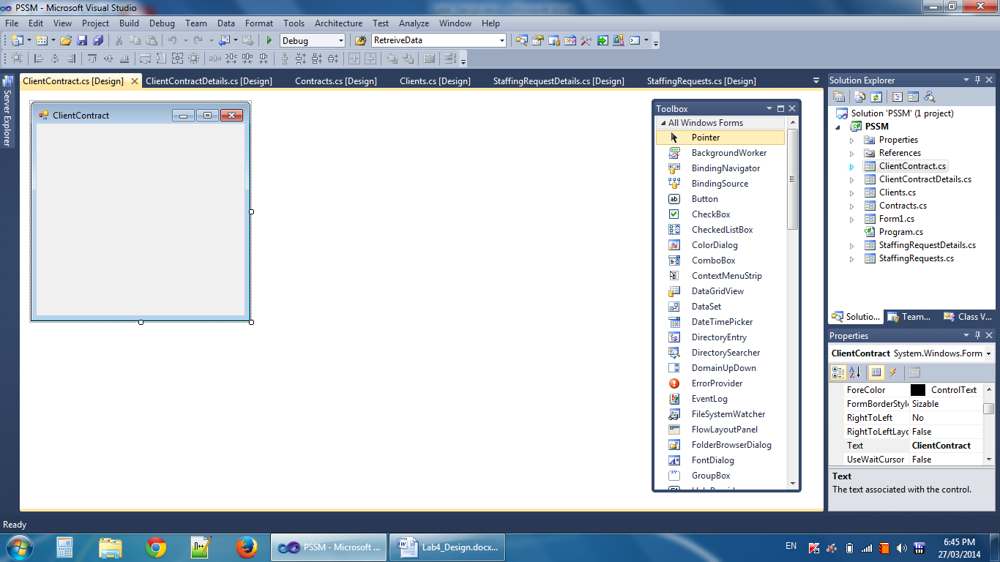 PSSM - Microsoft Visual Studio
File Edit View Project Build Debug Team Data Format Tools Architecture Test Analyze Window Help
Debug RetreiveData
ClientContract.cs [Design] ClientContractDetails.cs [Design] Contracts.cs [Design] Clients.cs [Design] StaffingRequestDetails.cs [Design] StaffingRequests.cs [Design]
Server Explorer
ClientContract
Toolbox
All Windows Forms
Pointer
BackgroundWorker
BindingNavigator
BindingSource
Button
CheckBox
CheckedListBox
ColorDialog
ComboBox
ContextMenuStrip
DataGridView
DataSet
DateTimePicker
DirectoryEntry
DirectorySearcher
DomainUpDown
ErrorProvider
EventLog
FileSystemWatcher
FlowLayoutPanel
FolderBrowserDialog
FontDialog
GroupBox
Solution Explorer
Solution 'PSSM' (1 project)
PSSM
Properties
References
ClientContract.cs
ClientContractDetails.cs
Clients.cs
Contracts.cs
Form1.cs
Program.cs
StaffingRequestDetails.cs
StaffingRequests.cs
Solutio... Team... Class V...
Properties
ClientContract System.Windows.Form
ForeColor ControlText
FormBorderStyle Sizable
RightToLeft No
RightToLeftLayo False
Text ClientContract
UseWaitCursor False
Text
The text associated with the control.
Ready
PSSM - Microsoft ... Lab4_Design.docx... EN 6:45 PM
27/03/2014